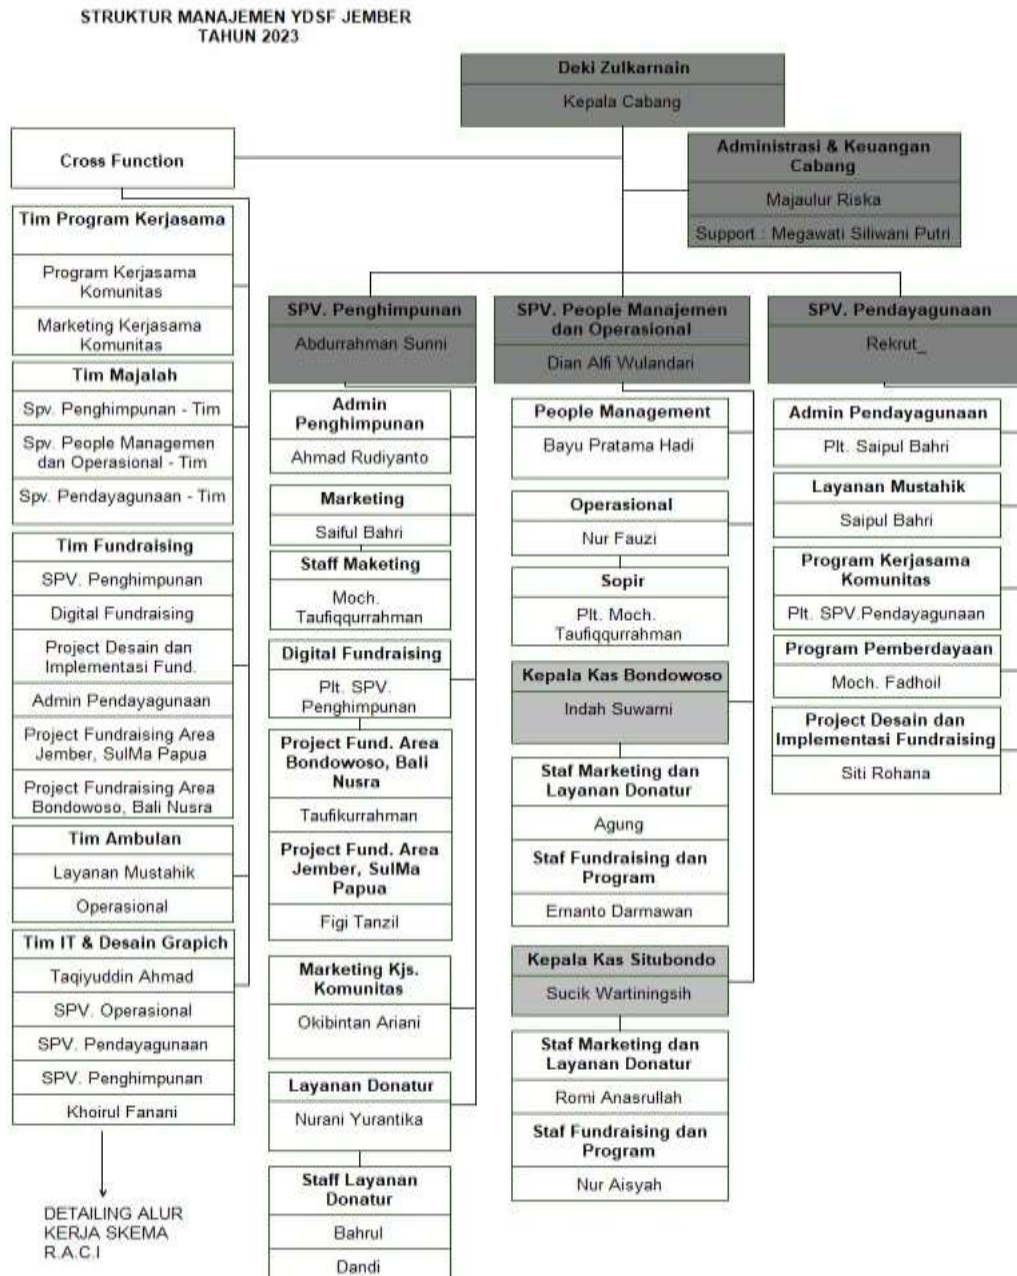 STRUKTUR MANAJEMEN YDSF JEMBER
TAHUN 2023
Deki Zulkarnain
Kepala Cabang
Administrasi & Keuangan
Cabang
Majaulur Riska
Support : Megawati Siliwani Putri
Cross Function
Tim Program Kerjasama
Program Kerjasama
Komunitas
Marketing Kerjasama
Komunitas
Tim Majalah
Spv. Penghimpunan - Tim
Spv. People Managemen
dan Operasional - Tim
Spv. Pendayagunaan - Tim
Tim Fundraising
SPV. Penghimpunan
Digital Fundraising
Project Desain dan
Implementasi Fund.
Admin Pendayagunaan
Project Fundraising Area
Jember, SulMa Papua
Project Fundraising Area
Bondowoso, Bali Nusra
Tim Ambulan
Layanan Mustahik
Operasional
Tim IT & Desain Grapich
Taqiyuddin Ahmad
SPV. Operasional
SPV. Pendayagunaan
SPV. Penghimpunan
Khoirul Fanani
DETAILING ALUR
KERJA SKEMA
R.A.C.I
SPV. Penghimpunan
Abdurrahman Sunni
Admin
Penghimpunan
Ahmad Rudiyanto
Marketing
Saiful Bahri
Staff Maketing
Moch.
Taufiqqurrahman
Digital Fundraising
Plt. SPV.
Penghimpunan
Project Fund. Area
Bondowoso, Bali
Nusra
Taufikurrahman
Project Fund. Area
Jember, SulMa
Papua
Figi Tanzil
Marketing Kjs.
Komunitas
Okibintan Ariani
Layanan Donatur
Nurani Yurantika
Staff Layanan
Donatur
Bahrul
Dandi
SPV. People Manajemen
dan Operasional
Dian Alfi Wulandari
People Management
Bayu Pratama Hadi
Operasional
Nur Fauzi
Sopir
Plt. Moch.
Taufiqqurrahman
Kepala Kas Bondowoso
Indah Suwarni
Staf Marketing dan
Layanan Donatur
Agung
Staf Fundraising dan
Program
Ernanto Darmawan
Kepala Kas Situbondo
Sucik Wartiningsih
Staf Marketing dan
Layanan Donatur
Romi Anasrullah
Staf Fundraising dan
Program
Nur Aisyah
SPV. Pendayagunaan
Rekrut_
Admin Pendayagunaan
Plt. Saipul Bahri
Layanan Mustahik
Saipul Bahri
Program Kerjasama
Komunitas
Plt. SPV.Pendayagunaan
Program Pemberdayaan
Moch. Fadhoil
Project Desain dan
Implementasi Fundraising
Siti Rohana